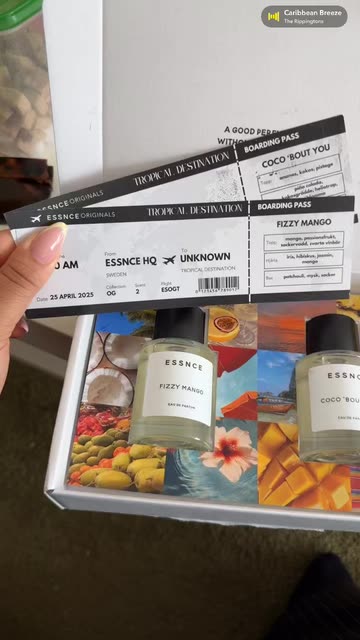 Caribbean Breeze
The Rippingtons
A GOOD PERF
WITHO
BOARDING PASS
TROPICAL DESTINATION
COCO 'BOUT YOU
ESSNCE ORIGINALS
BOARDING PASS
ESSNCE ORIGINALS
TROPICAL DESTINATION
FIZZY MANGO
AM
From
ESSNCE HQ
SWEDEN
To
UNKNOWN
TROPICAL DESTINATION
mango, passionsfrukt,
sockervadd, svarta vinbär
iris, hibiskus, jasmin,
mango
patchouli, mysk, socker
Date: 25 APRIL 2025
Collection
OG
Scent
2
Flight
ESOGT
ESSNCE
FIZZY MANGO
EAU DE PARFUM
ESSNC
COCO 'BOU